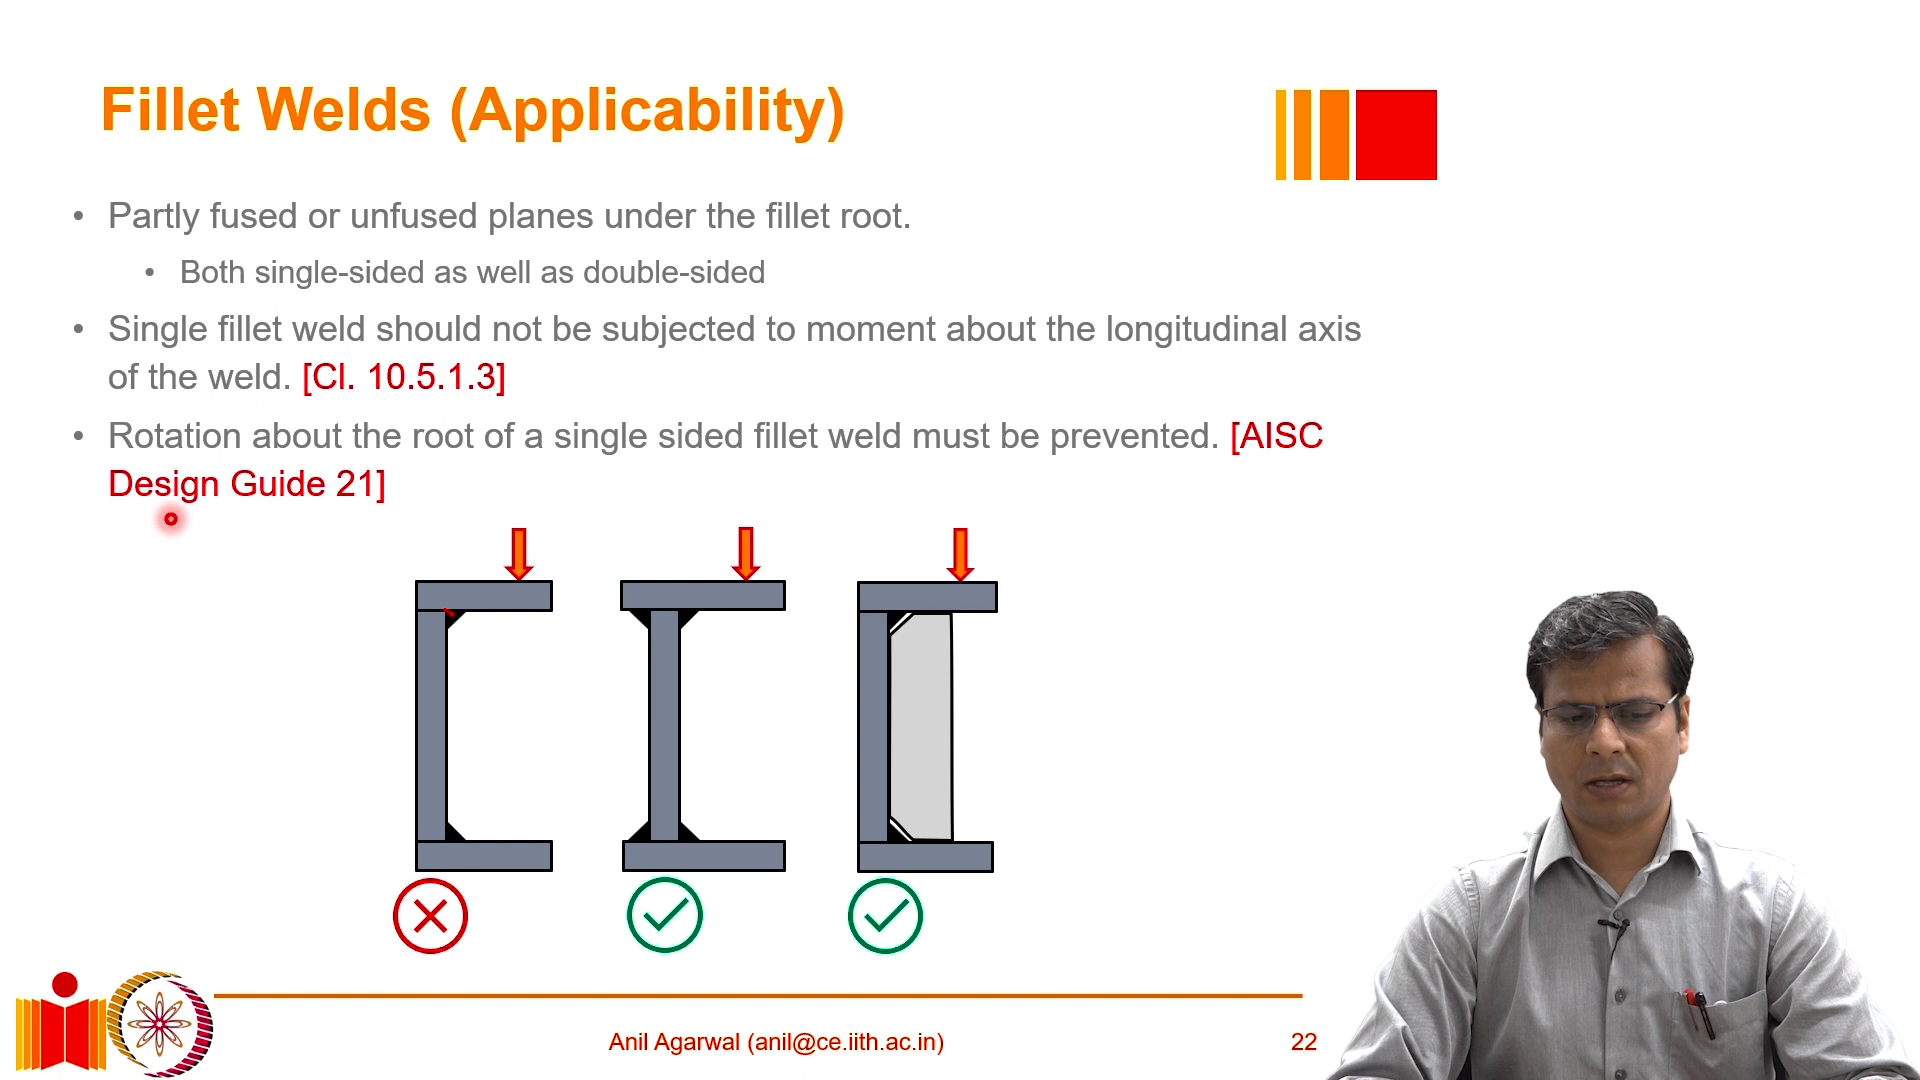 Fillet Welds (Applicability)
• Partly fused or unfused planes under the fillet root.
• Both single-sided as well as double-sided
• Single fillet weld should not be subjected to moment about the longitudinal axis
of the weld. [Cl. 10.5.1.3]
• Rotation about the root of a single sided fillet weld must be prevented. [AISC
Design Guide 21]
Anil Agarwal (anil@ce.iith.ac.in)
22